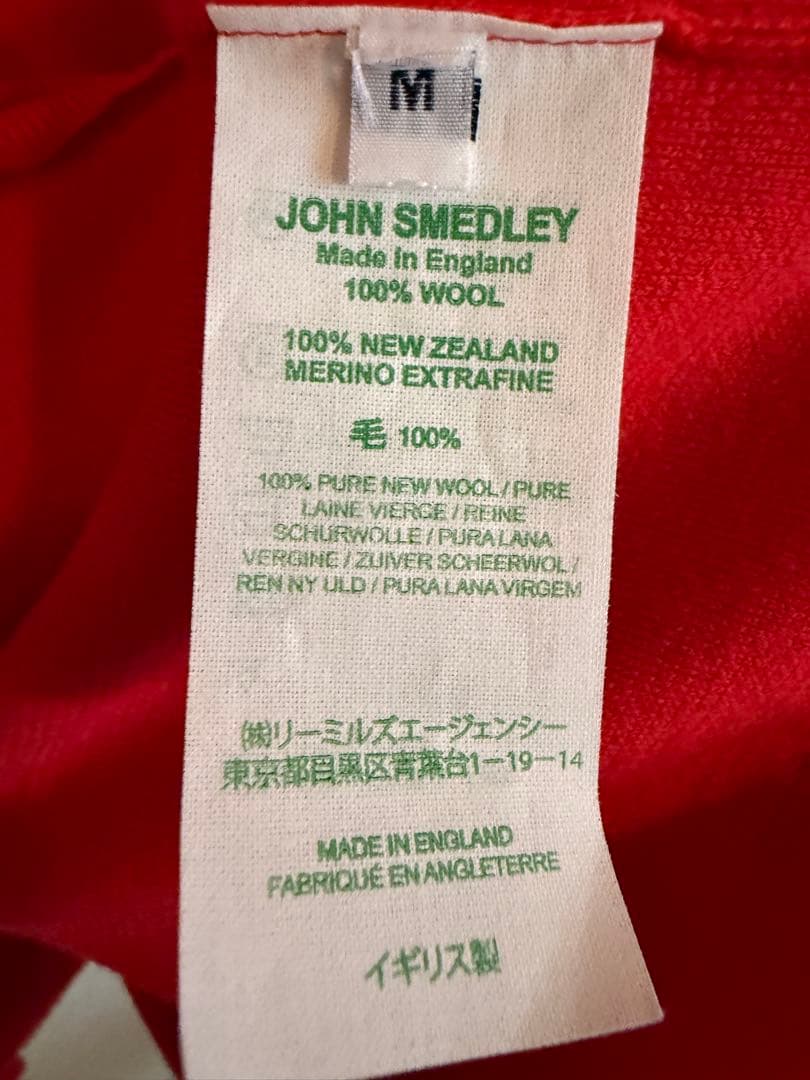 M
JOHN SMEDLEY
Made in England
100% WOOL
100% NEW ZEALAND
MERINO EXTRAFINE
毛 100%
100% PURE NEW WOOL / PURE
LAINE VIERGE / REINE
SCHURWOLLE / PURA LANA
VERGINE / ZUIVER SCHEERWOL /
REN NY ULD / PURA LANA VIRGEM
㈱リーミルズエージェンシー
東京都目黒区青葉台1-19-14
MADE IN ENGLAND
FABRIQUÉ EN ANGLETERRE
イギリス製